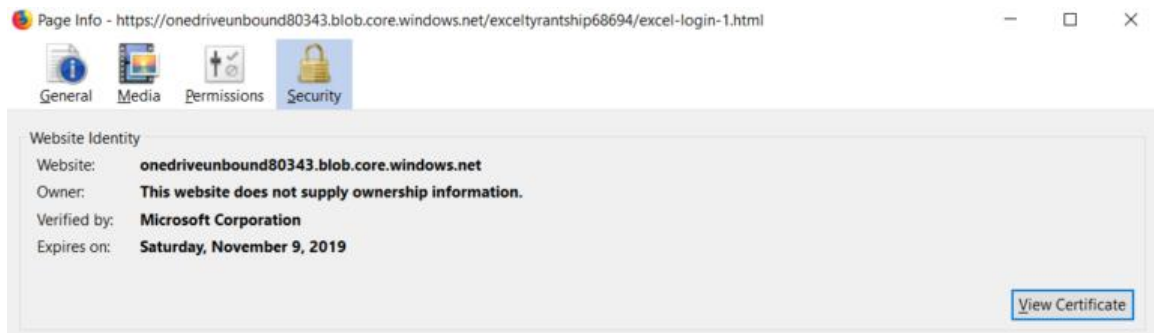 Page Info - https://onedriveunbound80343.blob.core.windows.net/exceltyrantship68694/excel-login-1.html
General Media Permissions Security
Website Identity
Website: onedriveunbound80343.blob.core.windows.net
Owner: This website does not supply ownership information.
Verified by: Microsoft Corporation
Expires on: Saturday, November 9, 2019
View Certificate